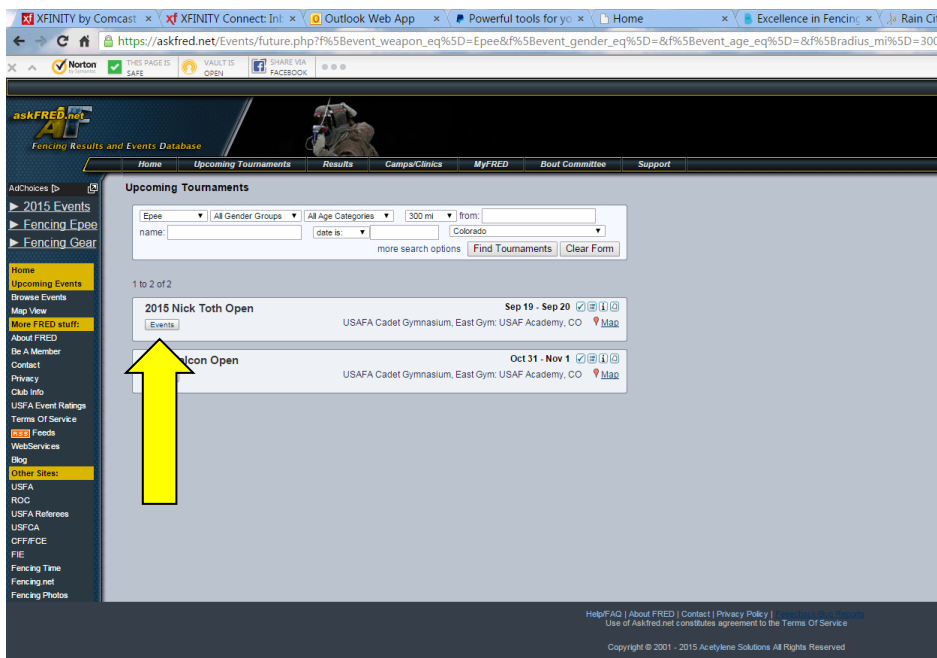 XFINITY by Comcast × XFINITY Connect: Inb × Outlook Web App × Powerful tools for yo × Home × Excellence in Fencing × Rain Ci
https://askfred.net/Events/future.php?f%5Bevent_weapon_eq%5D=Epee&f%5Bevent_gender_eq%5D=&f%5Bevent_age_eq%5D=&f%5Bradius_mi%5D=300
Norton by Symantec THIS PAGE IS SAFE VAULT IS OPEN SHARE VIA FACEBOOK
askFRED.net
AF
Fencing Results and Events Database
Home Upcoming Tournaments Results Camps/Clinics MyFRED Bout Committee Support
AdChoices
► 2015 Events
► Fencing Epee
► Fencing Gear
Home
Upcoming Events
Browse Events
Map View
More FRED stuff:
About FRED
Be A Member
Contact
Privacy
Club Info
USFA Event Ratings
Terms Of Service
RSS Feeds
WebServices
Blog
Other Sites:
USFA
ROC
USFA Referees
USFCA
CFF/FCE
FIE
Fencing Time
Fencing.net
Fencing Photos
Upcoming Tournaments
Epee All Gender Groups All Age Categories 300 mi from:
name: date is: Colorado
more search options Find Tournaments Clear Form
1 to 2 of 2
2015 Nick Toth Open Sep 19 - Sep 20
Events USAFA Cadet Gymnasium, East Gym: USAF Academy, CO Map
alcon Open Oct 31 - Nov 1
USAFA Cadet Gymnasium, East Gym: USAF Academy, CO Map
Help/FAQ | About FRED | Contact | Privacy Policy |
Use of Askfred.net constitutes agreement to the Terms Of Service
Copyright © 2001 - 2015 Acetylene Solutions All Rights Reserved